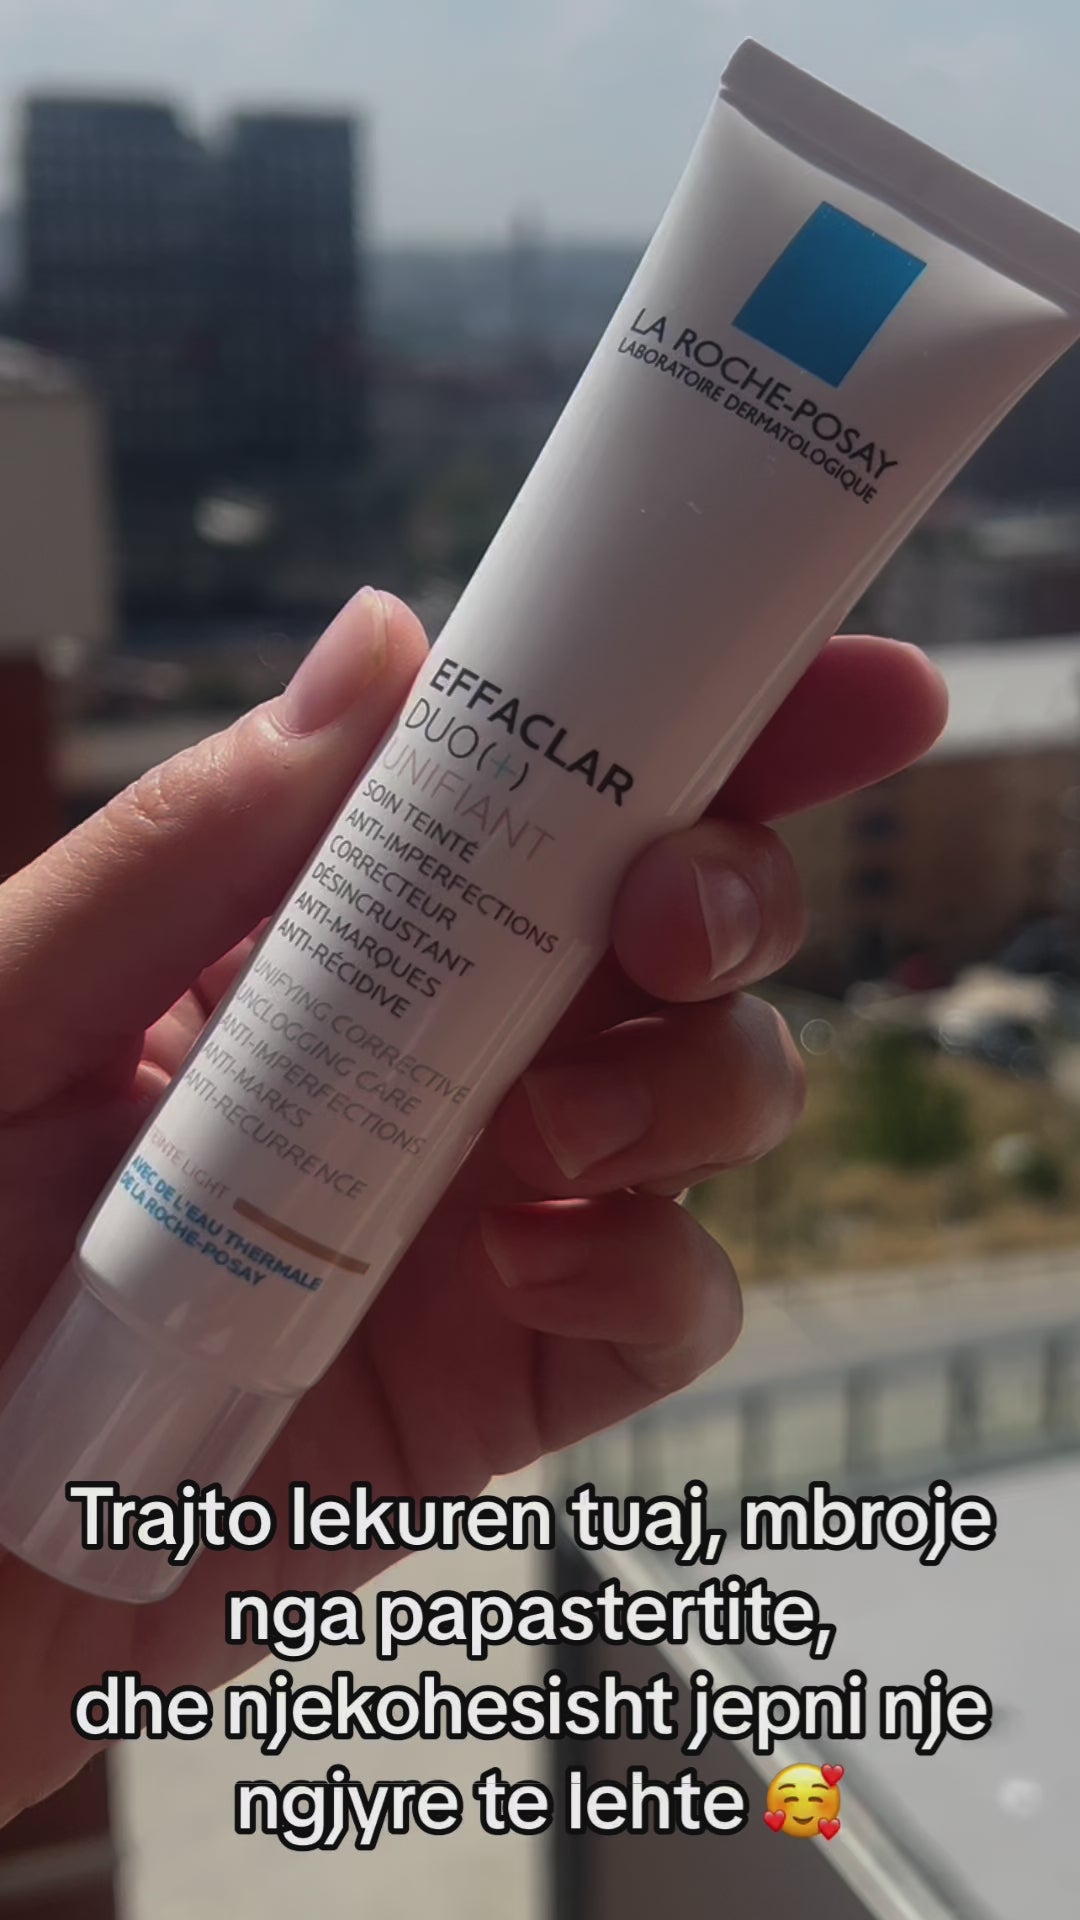 LA ROCHE-POSAY
LABORATOIRE DERMATOLOGIQUE
EFFACLAR
DUO(+)
UNIFIANT
SOIN TEINTÉ
ANTI-IMPERFECTIONS
CORRECTEUR
DÉSINCRUSTANT
ANTI-MARQUES
ANTI-RÉCIDIVE
UNIFYING CORRECTIVE
UNCLOGGING CARE
ANTI-IMPERFECTIONS
ANTI-MARKS
ANTI-RECURRENCE
TEINTE LIGHT
AVEC DE L'EAU THERMALE
DE LA ROCHE-POSAY
Trajto lekuren tuaj, mbroje
nga papastertite,
dhe njekohesisht jepni nje
ngjyre te lehte 🥰